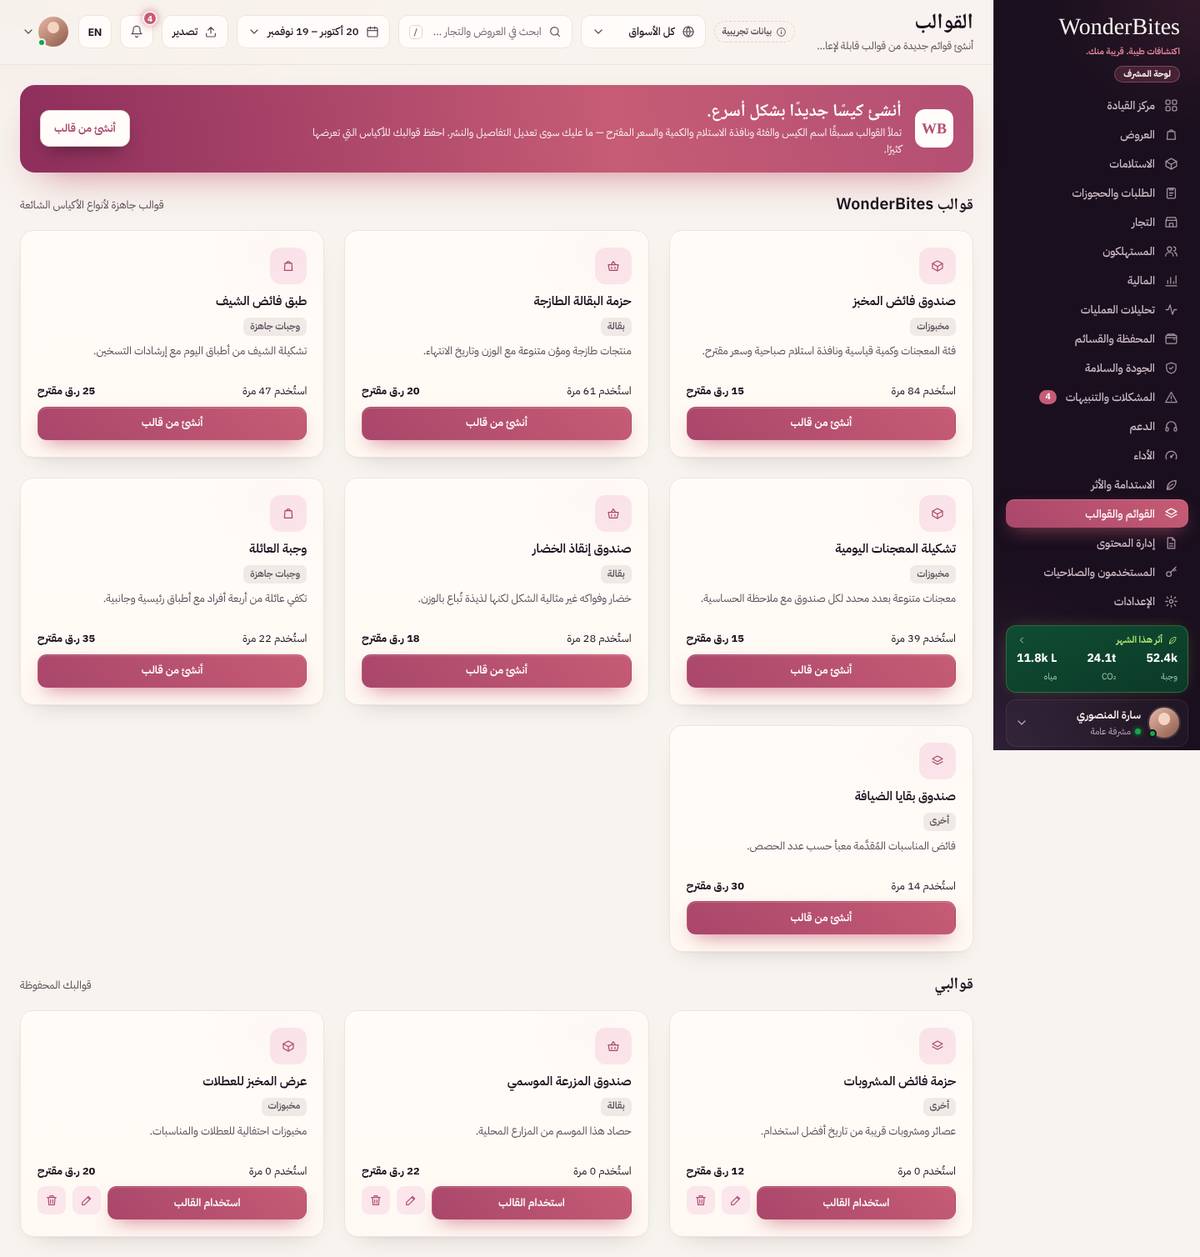 WonderBites
اكتشافات طيبة. قريبة منك.
لوحة المشرف
مركز القيادة
العروض
الاستلامات
الطلبات والحجوزات
التجار
المستهلكون
المالية
تحليلات العمليات
المحفظة والقسائم
الجودة والسلامة
المشكلات والتنبيهات 4
الدعم
الأداء
الاستدامة والأثر
القوائم والقوالب
إدارة المحتوى
المستخدمون والصلاحيات
الإعدادات
أثر هذا الشهر
52.4k 24.1t 11.8k L
وجبة CO₂ مياه
سارة المنصوري
مشرفة عامة
القوالب
أنشئ قوائم جديدة من قوالب قابلة لإعا...
بيانات تجريبية
كل الأسواق
ابحث في العروض والتجار ... /
20 أكتوبر – 19 نوفمبر
تصدير
4
EN
WB
أنشئ كيسًا جديدًا بشكل أسرع.
تملأ القوالب مسبقًا اسم الكيس والفئة ونافذة الاستلام والكمية والسعر المقترح — ما عليك سوى تعديل التفاصيل والنشر. احفظ قوالبك للأكياس التي تعرضها
كثيرًا.
أنشئ من قالب
قوالب WonderBites
قوالب جاهزة لأنواع الأكياس الشائعة
صندوق فائض المخبز
مخبوزات
فئة المعجنات وكمية قياسية ونافذة استلام صباحية وسعر مقترح.
استُخدم 84 مرة 15 ر.ق مقترح
أنشئ من قالب
حزمة البقالة الطازجة
بقالة
منتجات طازجة ومؤن متنوعة مع الوزن وتاريخ الانتهاء.
استُخدم 61 مرة 20 ر.ق مقترح
أنشئ من قالب
طبق فائض الشيف
وجبات جاهزة
تشكيلة الشيف من أطباق اليوم مع إرشادات التسخين.
استُخدم 47 مرة 25 ر.ق مقترح
أنشئ من قالب
تشكيلة المعجنات اليومية
مخبوزات
معجنات متنوعة بعدد محدد لكل صندوق مع ملاحظة الحساسية.
استُخدم 39 مرة 15 ر.ق مقترح
أنشئ من قالب
صندوق إنقاذ الخضار
بقالة
خضار وفواكه غير مثالية الشكل لكنها لذيذة تُباع بالوزن.
استُخدم 28 مرة 18 ر.ق مقترح
أنشئ من قالب
وجبة العائلة
وجبات جاهزة
تكفي عائلة من أربعة أفراد مع أطباق رئيسية وجانبية.
استُخدم 22 مرة 35 ر.ق مقترح
أنشئ من قالب
صندوق بقايا الضيافة
أخرى
فائض المناسبات المُقدَّمة معبأ حسب عدد الحصص.
استُخدم 14 مرة 30 ر.ق مقترح
أنشئ من قالب
قوالبي
قوالبك المحفوظة
حزمة فائض المشروبات
أخرى
عصائر ومشروبات قريبة من تاريخ أفضل استخدام.
استُخدم 0 مرة 12 ر.ق مقترح
استخدام القالب
صندوق المزرعة الموسمي
بقالة
حصاد هذا الموسم من المزارع المحلية.
استُخدم 0 مرة 22 ر.ق مقترح
استخدام القالب
عرض المخبز للعطلات
مخبوزات
مخبوزات احتفالية للعطلات والمناسبات.
استُخدم 0 مرة 20 ر.ق مقترح
استخدام القالب